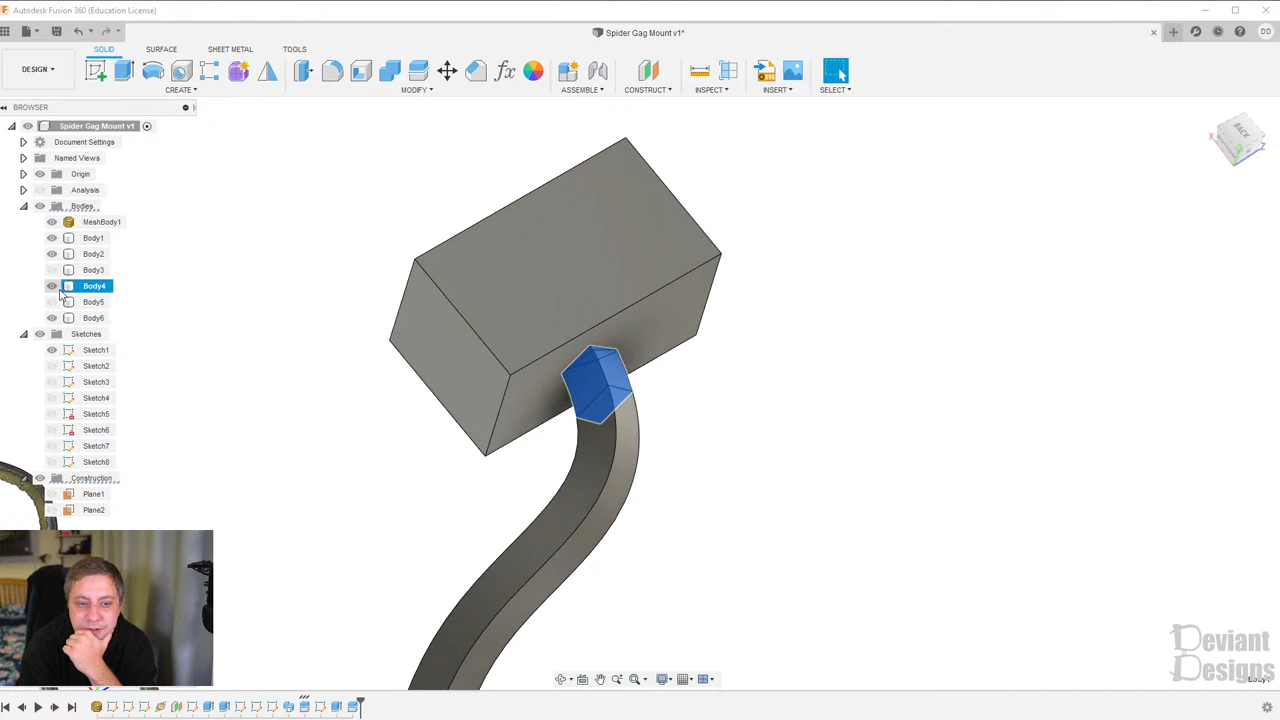 Autodesk Fusion 360 (Education License)
Spider Gag Mount v1*
DD
SOLID
SURFACE
SHEET METAL
TOOLS
DESIGN
CREATE
MODIFY
ASSEMBLE
CONSTRUCT
INSPECT
INSERT
SELECT
BROWSER
Spider Gag Mount v1
Document Settings
Named Views
Origin
Analysis
Bodies
MeshBody1
Body1
Body2
Body3
Body4
Body5
Body6
Sketches
Sketch1
Sketch2
Sketch3
Sketch4
Sketch5
Sketch6
Sketch7
Sketch8
Construction
Plane1
Plane2
BACK
X
Z
Deviant
Designs